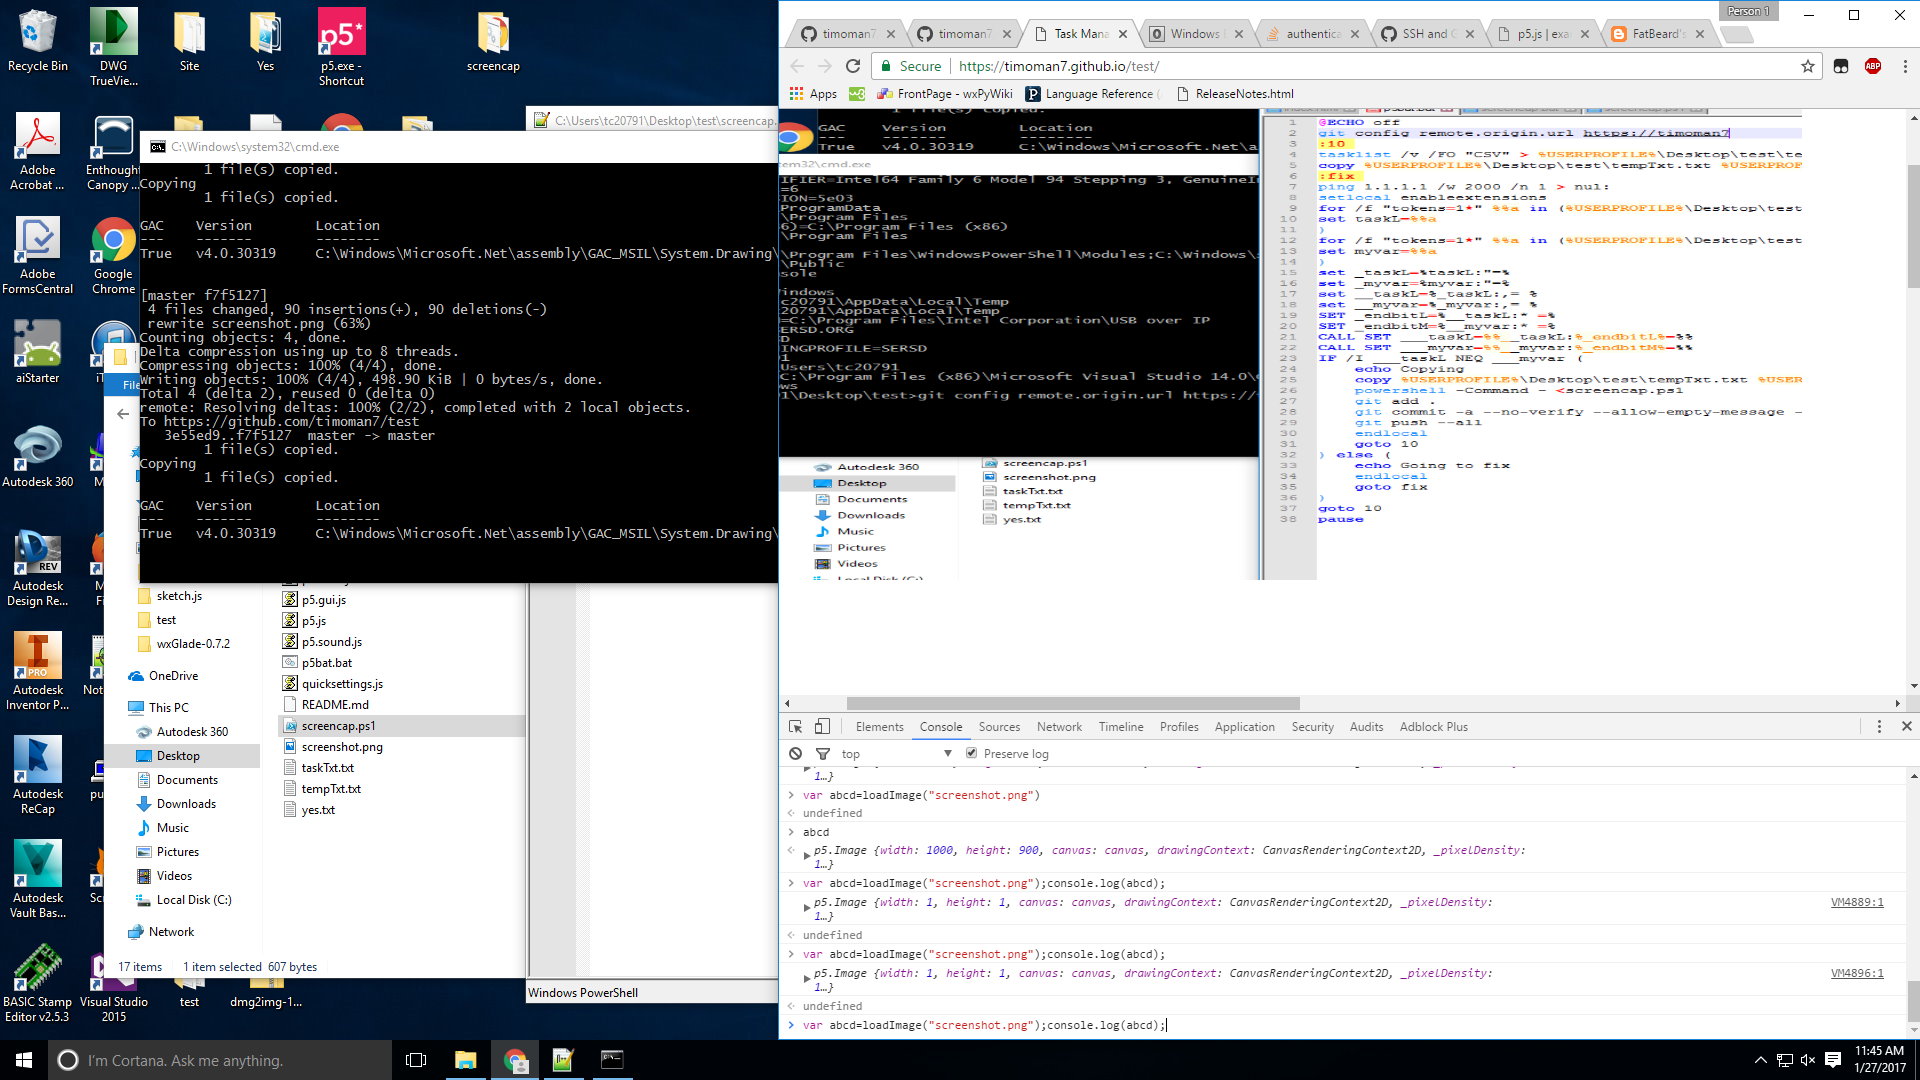 Recycle Bin
DWG TrueView...
Site
Yes
p5*
p5.exe - Shortcut
screencap
Adobe Acrobat ...
Enthought Canopy ...
Adobe FormsCentral
Google Chrome
aiStarter
Autodesk 360
Autodesk Design Re...
REV
Autodesk Inventor P...
PRO
Autodesk ReCap
Autodesk Vault Bas...
BASIC Stamp Editor v2.5.3
Visual Studio 2015
test
dmg2img-1...
C:\Users\tc20791\Desktop\test\screencap.
C:\Windows\system32\cmd.exe
1 file(s) copied.
Copying
1 file(s) copied.
GAC Version Location
--- ------- --------
True v4.0.30319 C:\Windows\Microsoft.Net\assembly\GAC_MSIL\System.Drawing\
[master f7f5127]
4 files changed, 90 insertions(+), 90 deletions(-)
rewrite screenshot.png (63%)
Counting objects: 4, done.
Delta compression using up to 8 threads.
Compressing objects: 100% (4/4), done.
Writing objects: 100% (4/4), 498.90 KiB | 0 bytes/s, done.
Total 4 (delta 2), reused 0 (delta 0)
remote: Resolving deltas: 100% (2/2), completed with 2 local objects.
To https://github.com/timoman7/test
3e55ed9..f7f5127 master -> master
1 file(s) copied.
Copying
1 file(s) copied.
GAC Version Location
--- ------- --------
True v4.0.30319 C:\Windows\Microsoft.Net\assembly\GAC_MSIL\System.Drawing\
File
sketch.js
test
wxGlade-0.7.2
OneDrive
This PC
Autodesk 360
Desktop
Documents
Downloads
Music
Pictures
Videos
Local Disk (C:)
Network
p5.gui.js
p5.js
p5.sound.js
p5bat.bat
quicksettings.js
README.md
screencap.ps1
screenshot.png
taskTxt.txt
tempTxt.txt
yes.txt
17 items 1 item selected 607 bytes
Windows PowerShell
Person 1
timoman7
timoman7
Task Mana
Windows
authentica
SSH and G
p5.js | exa
FatBeard's
Secure https://timoman7.github.io/test/
ABP
Apps
FrontPage - wxPyWiki
Language Reference
ReleaseNotes.html
1 file(s) copied.
GAC Version Location
True v4.0.30319 C:\Windows\Microsoft.Net\a
tem32\cmd.exe
IFIER=Intel64 Family 6 Model 94 Stepping 3, GenuineIn
=6
ION=5e03
ProgramData
\Program Files
6)=C:\Program Files (x86)
\Program Files
\Program Files\WindowsPowerShell\Modules;C:\Windows\s
\Public
sole
indows
c20791\AppData\Local\Temp
20791\AppData\Local\Temp
=C:\Program Files\Intel Corporation\USB over IP
ERSD.ORG
D
INGPROFILE=SERSD
91
Users\tc20791
C:\Program Files (x86)\Microsoft Visual Studio 14.0\
ws
1\Desktop\test>git config remote.origin.url https://
Autodesk 360
Desktop
Documents
Downloads
Music
Pictures
Videos
Local Disk (C:)
screencap.ps1
screenshot.png
taskTxt.txt
tempTxt.txt
yes.txt
1 @ECHO off
2 git config remote.origin.url https://timoman7
3 :10
4 tasklist /v /FO "CSV" > %USERPROFILE%\Desktop\test\te
5 copy %USERPROFILE%\Desktop\test\tempTxt.txt %USERPROF
6 :fix
7 ping 1.1.1.1 /w 2000 /n 1 > nul:
8 setlocal enableextensions
9 for /f "tokens=1*" %%a in (%USERPROFILE%\Desktop\test
10 set taskL=%%a
11 )
12 for /f "tokens=1*" %%a in (%USERPROFILE%\Desktop\test
13 set myvar=%%a
14 )
15 set _taskL=%taskL:"=%
16 set _myvar=%myvar:"=%
17 set __taskL=%_taskL:,= %
18 set __myvar=%_myvar:,= %
19 SET _endbitL=%__taskL:* =%
20 SET _endbitM=%__myvar:* =%
21 CALL SET ___taskL=%%__taskL:%_endbitL%=%%
22 CALL SET ___myvar=%%__myvar:%_endbitM%=%%
23 IF /I ___taskL NEQ ___myvar (
24 echo Copying
25 copy %USERPROFILE%\Desktop\test\tempTxt.txt %USER
26 powershell -Command - <screencap.ps1
27 git add .
28 git commit -a --no-verify --allow-empty-message -
29 git push --all
30 endlocal
31 goto 10
32 ) else (
33 echo Going to fix
34 endlocal
35 goto fix
36 )
37 goto 10
38 pause
Elements Console Sources Network Timeline Profiles Application Security Audits Adblock Plus
top Preserve log
1…}
var abcd=loadImage("screenshot.png")
undefined
abcd
p5.Image {width: 1000, height: 900, canvas: canvas, drawingContext: CanvasRenderingContext2D, _pixelDensity:
1…}
var abcd=loadImage("screenshot.png");console.log(abcd);
p5.Image {width: 1, height: 1, canvas: canvas, drawingContext: CanvasRenderingContext2D, _pixelDensity: VM4889:1
1…}
undefined
var abcd=loadImage("screenshot.png");console.log(abcd);
p5.Image {width: 1, height: 1, canvas: canvas, drawingContext: CanvasRenderingContext2D, _pixelDensity: VM4896:1
1…}
undefined
var abcd=loadImage("screenshot.png");console.log(abcd);
I'm Cortana. Ask me anything.
11:45 AM
1/27/2017